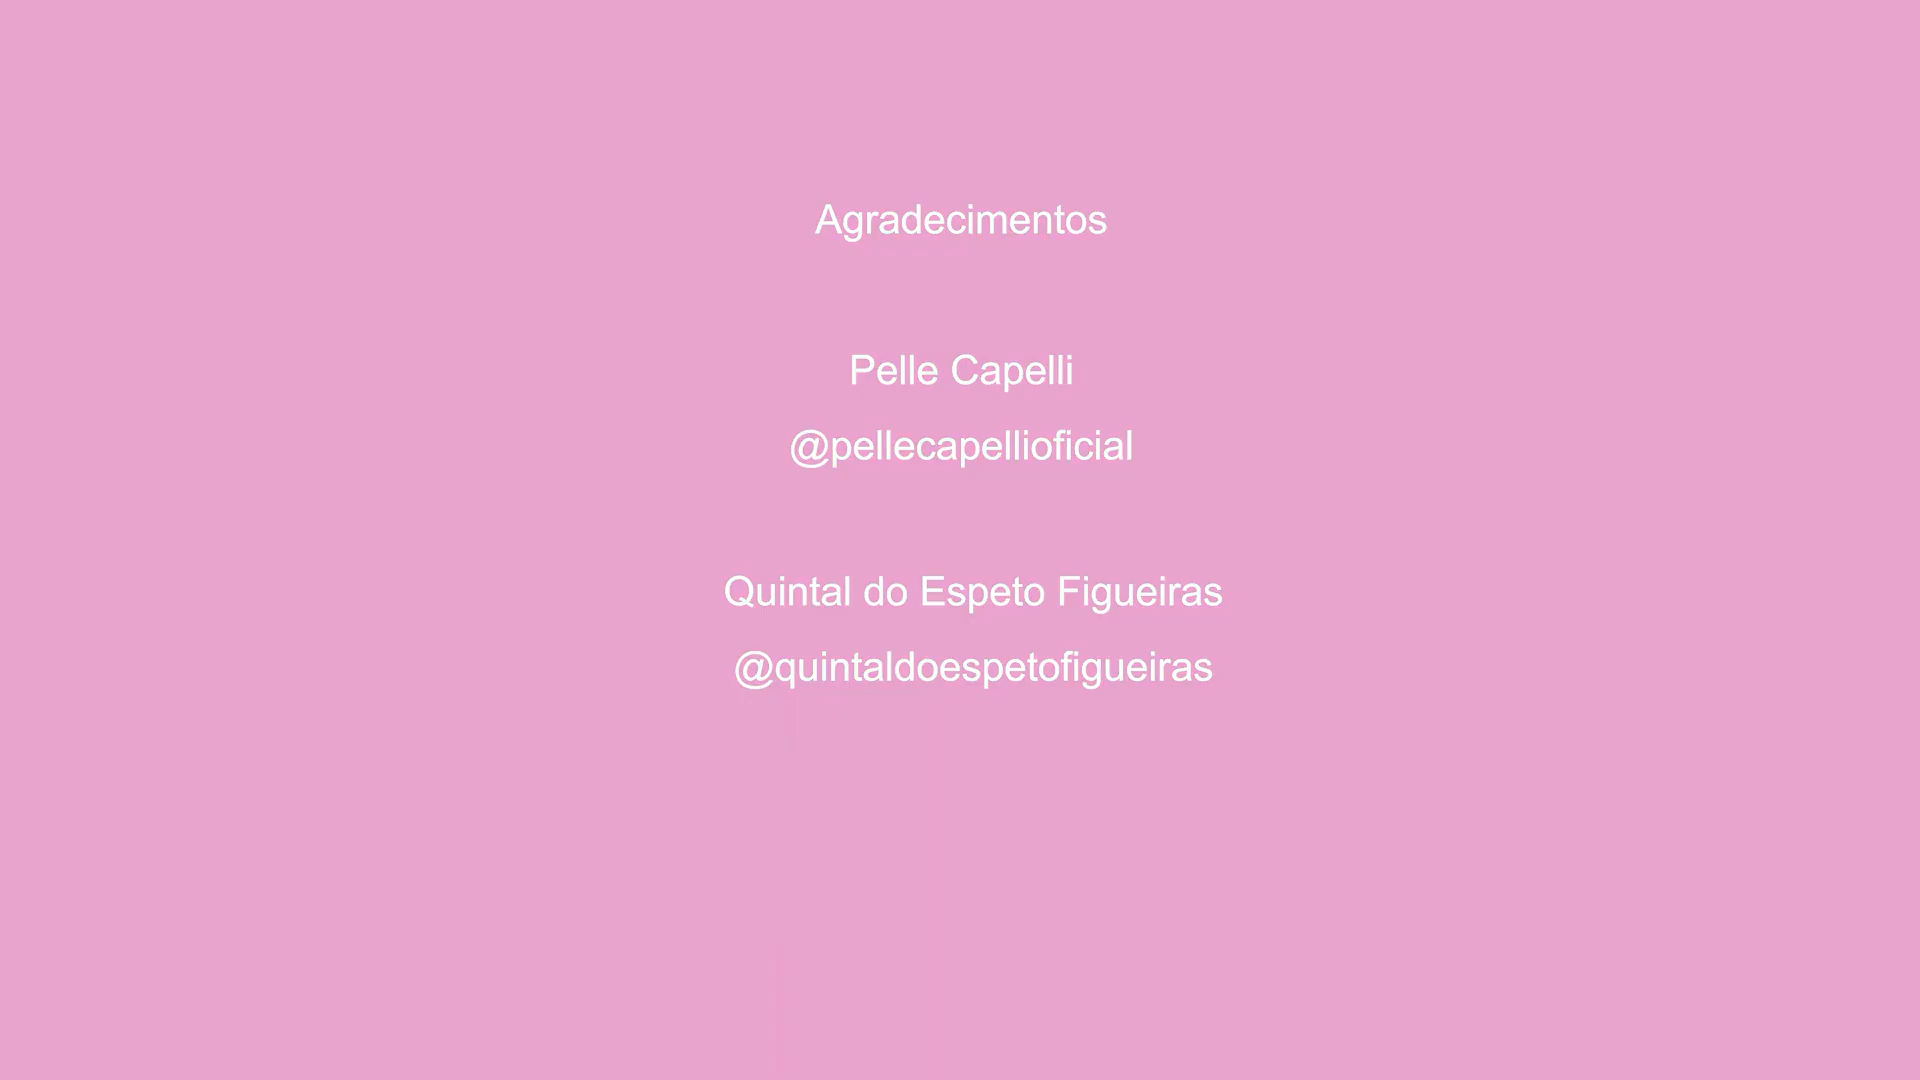 Agradecimentos
Pelle Capelli
@pellecapellioficial
Quintal do Espeto Figueiras
@quintaldoespetofigueiras